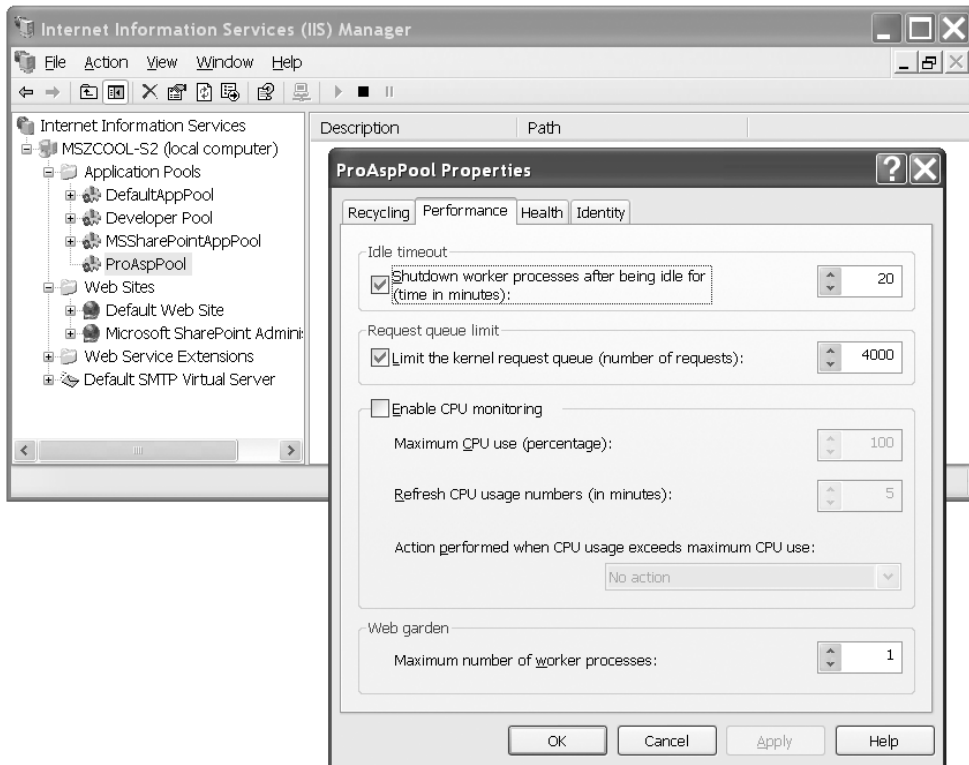 Internet Information Services (IIS) Manager
File Action View Window Help
Internet Information Services
MSZCOOL-S2 (local computer)
Application Pools
DefaultAppPool
Developer Pool
MSSharePointAppPool
ProAspPool
Web Sites
Default Web Site
Microsoft SharePoint Adminis
Web Service Extensions
Default SMTP Virtual Server
Description Path
ProAspPool Properties
Recycling Performance Health Identity
Idle timeout
Shutdown worker processes after being idle for
(time in minutes): 20
Request queue limit
Limit the kernel request queue (number of requests): 4000
Enable CPU monitoring
Maximum CPU use (percentage): 100
Refresh CPU usage numbers (in minutes): 5
Action performed when CPU usage exceeds maximum CPU use:
No action
Web garden
Maximum number of worker processes: 1
OK Cancel Apply Help